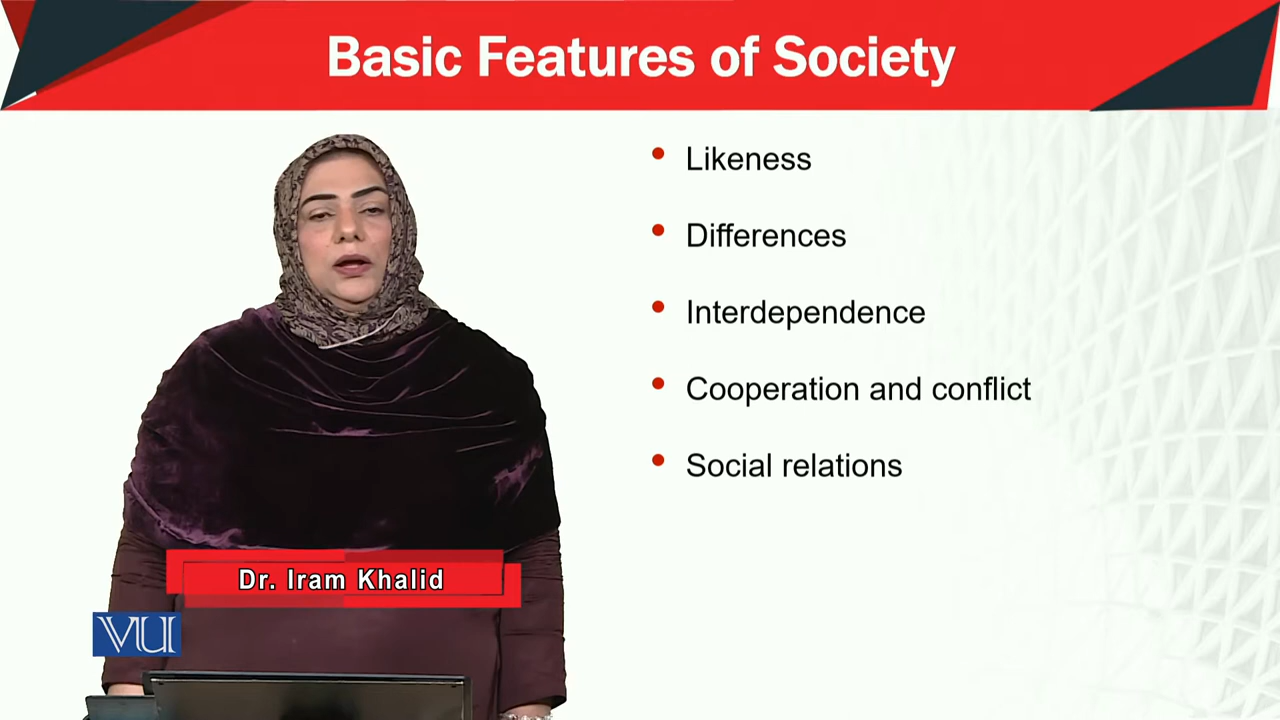 Basic Features of Society
Likeness
Differences
Interdependence
Cooperation and conflict
Social relations
Dr. Iram Khalid
VU